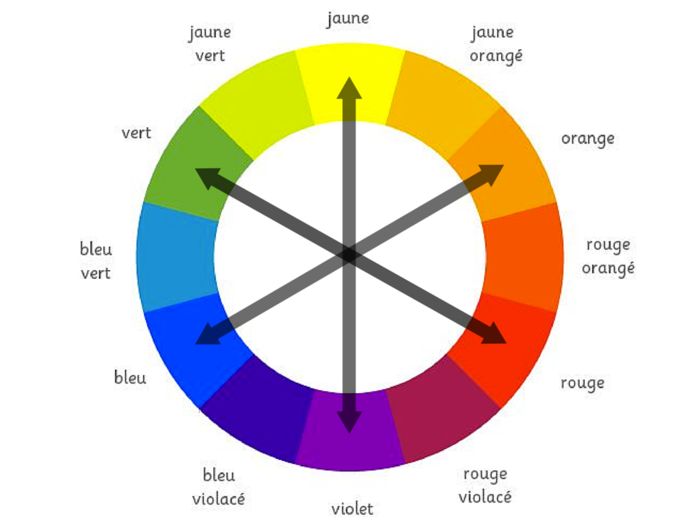 jaune
jaune
vert
jaune
orangé
vert
orange
bleu
vert
rouge
orangé
bleu
rouge
bleu
violacé
rouge
violacé
violet